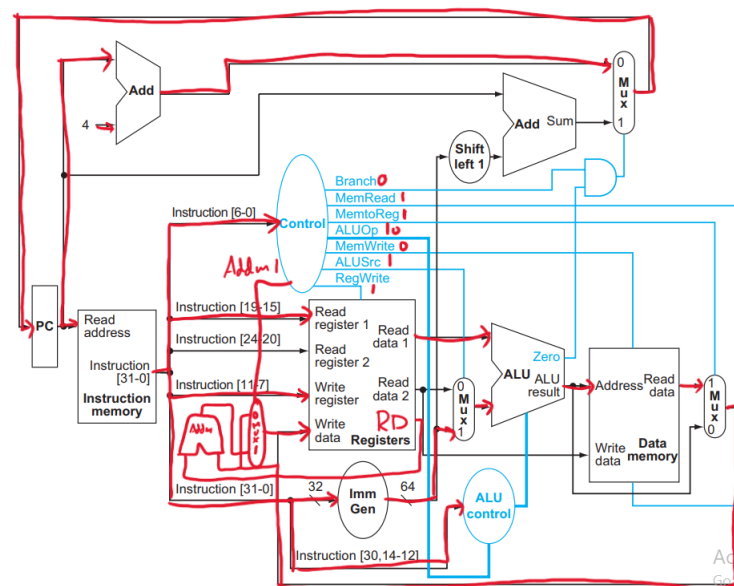 0
Mux
1
Add
4
Add Sum
Shift left 1
Branch 0
MemRead 1
MemtoReg 1
ALUOp 10
MemWrite 0
ALUSrc 1
RegWrite
1
Control
Instruction [6-0]
Addm 1
PC
Read address
Instruction [31-0]
Instruction memory
Instruction [19-15]
Instruction [24-20]
Instruction [11-7]
Instruction [31-0]
Read register 1
Read register 2
Write register
Write data
Read data 1
Read data 2
RD
Registers
Addm
0
Mux
1
0
Mux
1
ALU
Zero
ALU result
Address
Read data
Write data
Data memory
1
Mux
0
32
Imm Gen
64
ALU control
Instruction [30,14-12]